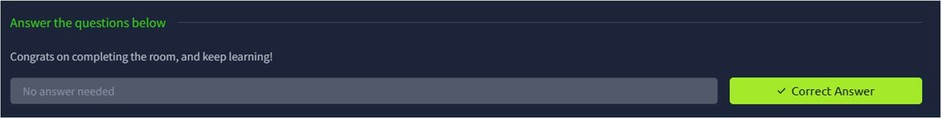 Answer the questions below
Congrats on completing the room, and keep learning!
No answer needed
✓ Correct Answer